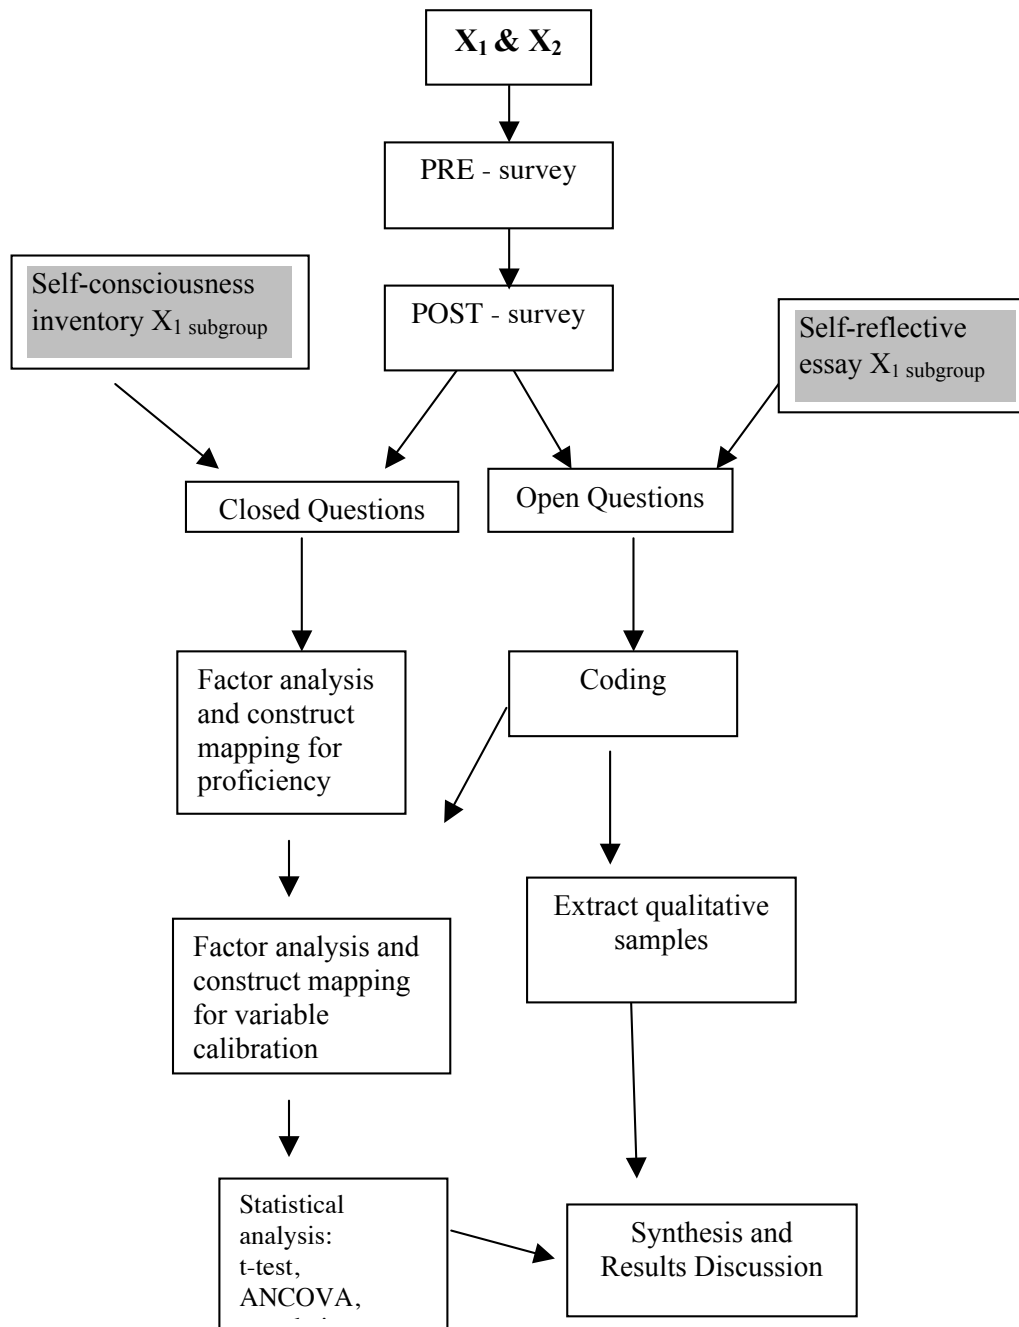 X₁ & X₂
PRE - survey
Self-consciousness
inventory X₁ subgroup
POST - survey
Self-reflective
essay X₁ subgroup
Closed Questions
Open Questions
Factor analysis
and construct
mapping for
proficiency
Coding
Extract qualitative
samples
Factor analysis and
construct mapping
for variable
calibration
Statistical
analysis:
t-test,
ANCOVA,
Synthesis and
Results Discussion